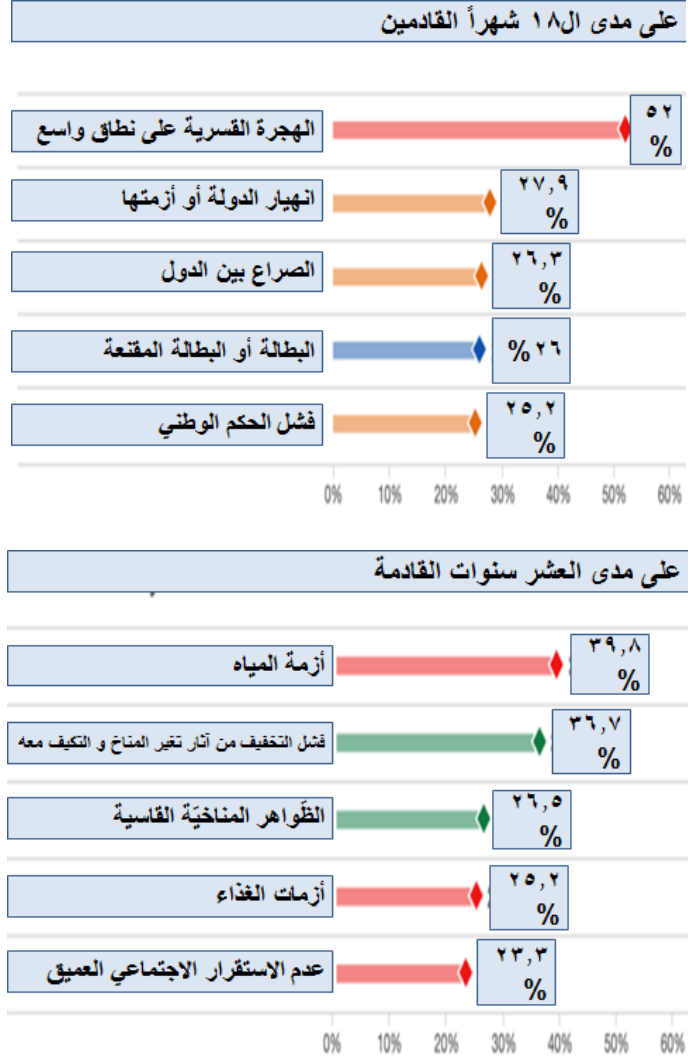 على مدى ال١٨ شهراً القادمين
الهجرة القسرية على نطاق واسع
٥٢
%
انهيار الدولة أو أزمتها
٢٧,٩
%
الصراع بين الدول
٢٦,٣
%
البطالة أو البطالة المقنعة
٢٦ %
فشل الحكم الوطني
٢٥,٢
%
0% 10% 20% 30% 40% 50% 60%
على مدى العشر سنوات القادمة
أزمة المياه
٣٩,٨
%
فشل التخفيف من آثار تغير المناخ و التكيف معه
٣٦,٧
%
الظّواهر المناخيّة القاسية
٢٦,٥
%
أزمات الغذاء
٢٥,٢
%
عدم الاستقرار الاجتماعي العميق
٢٣,٣
%
0% 10% 20% 30% 40% 50% 60%